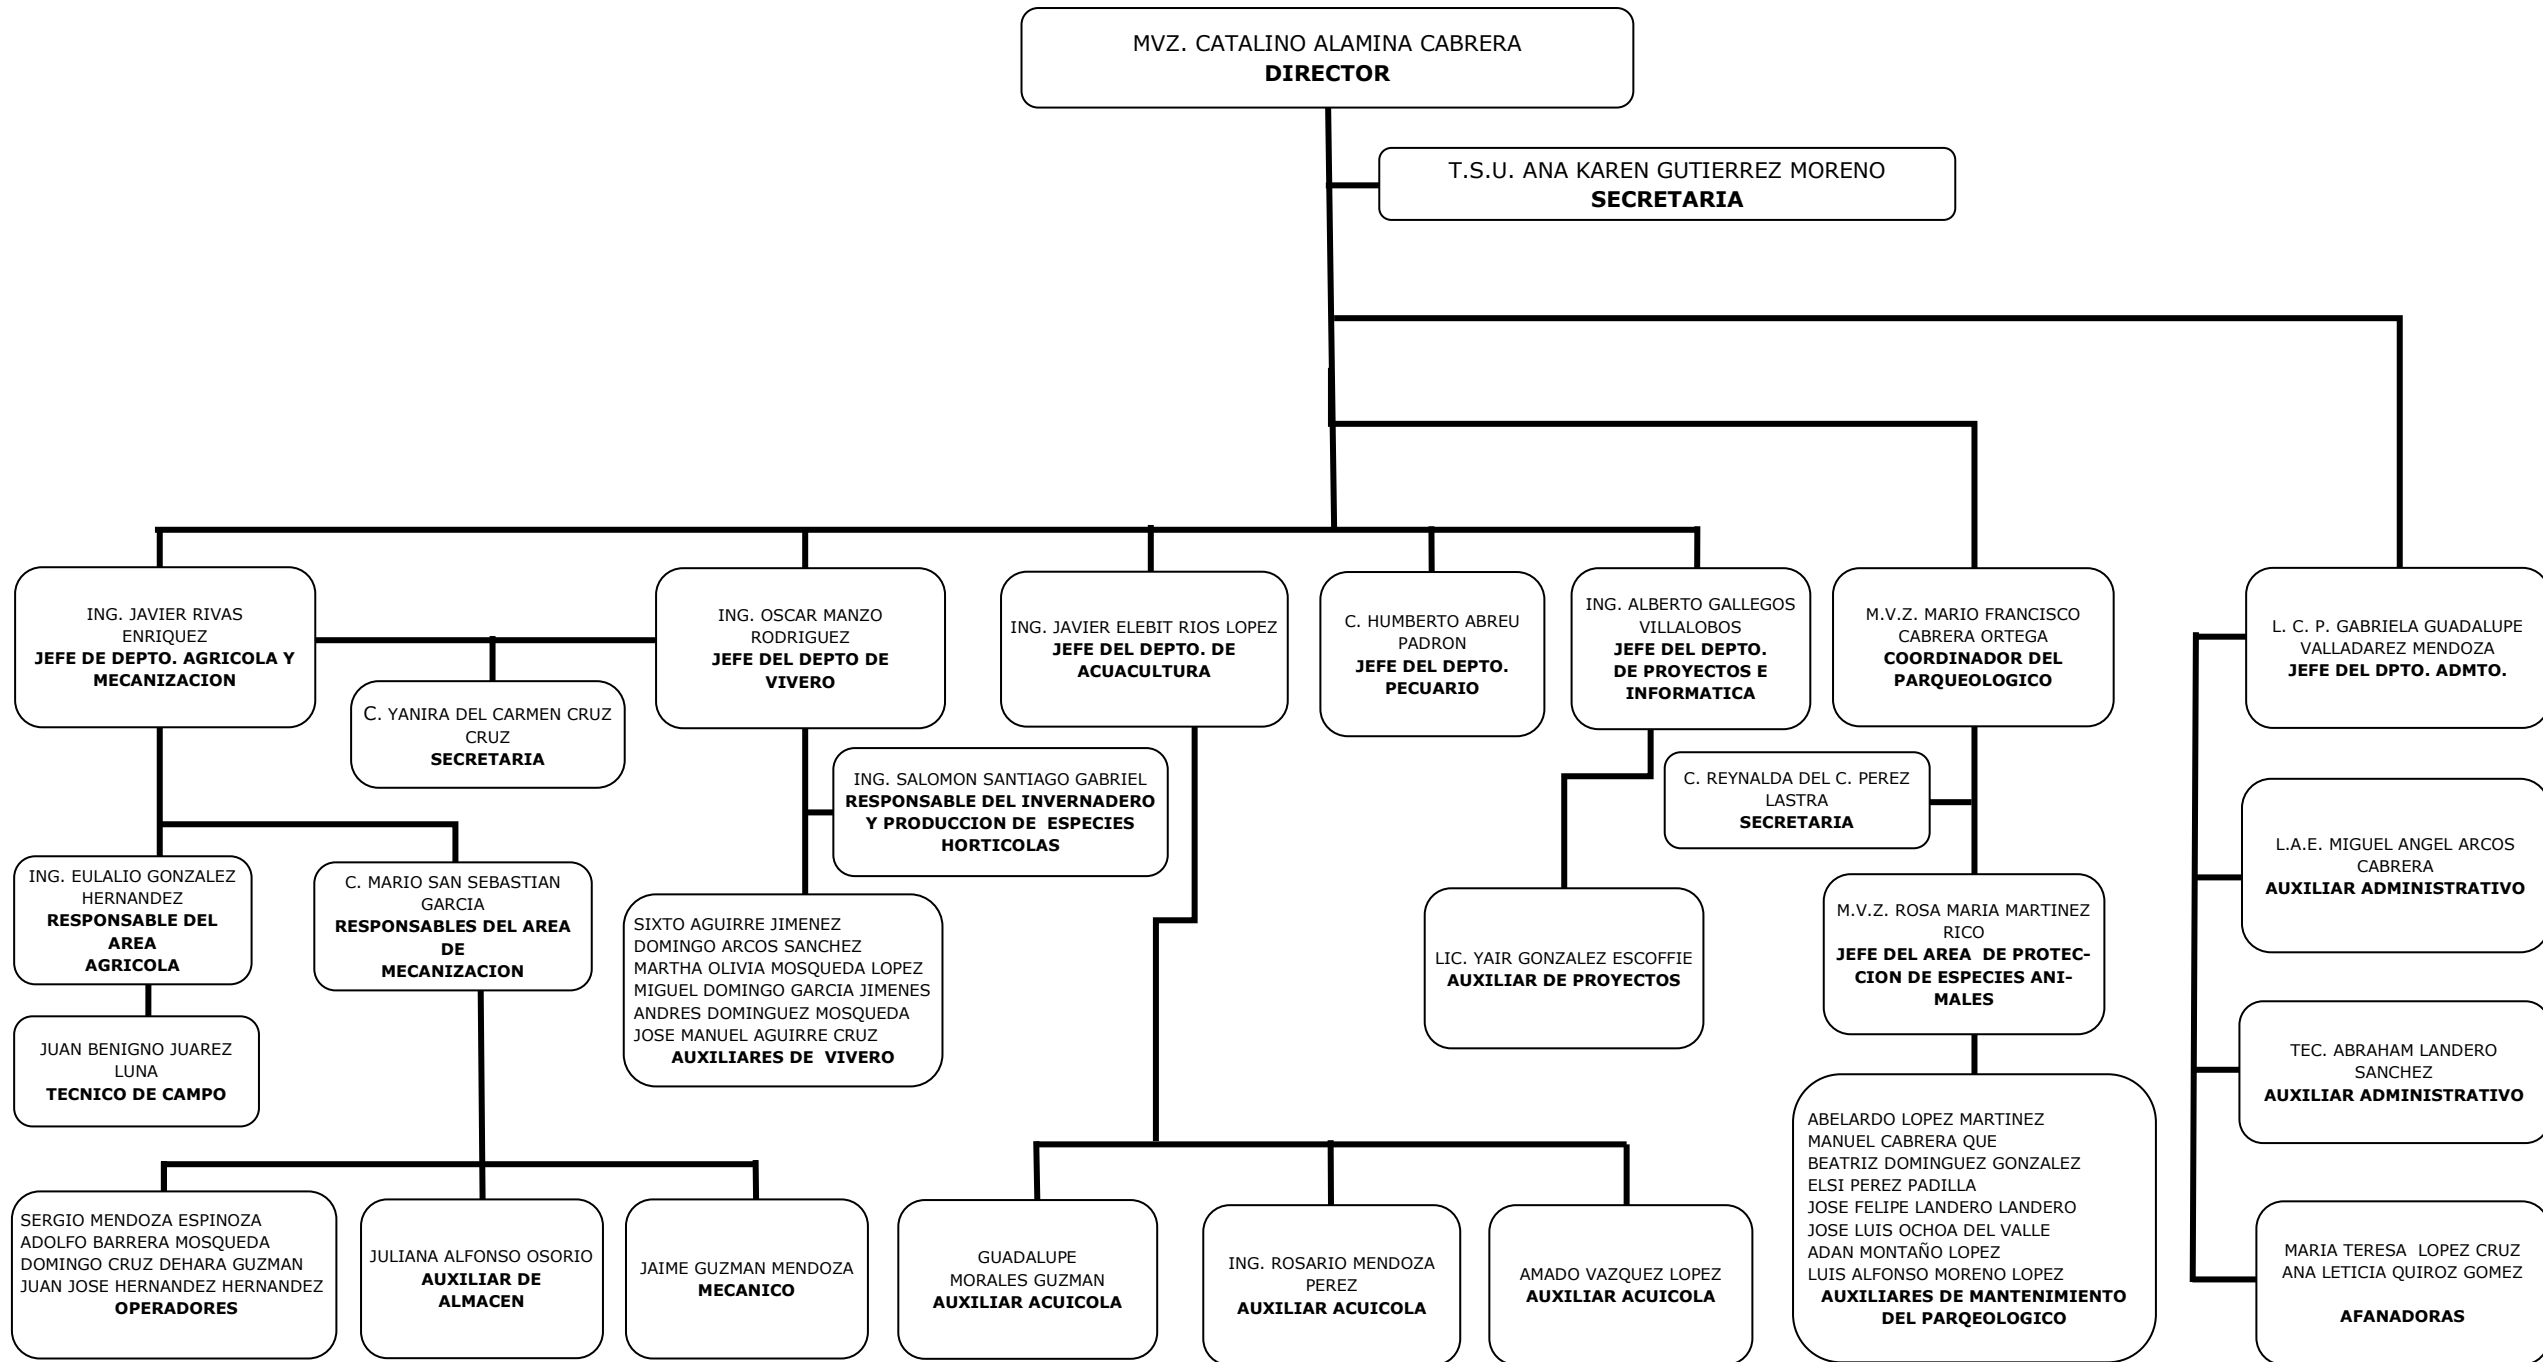 MVZ. CATALINO ALAMINA CABRERA
DIRECTOR
T.S.U. ANA KAREN GUTIERREZ MORENO
SECRETARIA
ING. JAVIER RIVAS
ENRIQUEZ
JEFE DE DEPTO. AGRICOLA Y
MECANIZACION
C. YANIRA DEL CARMEN CRUZ
CRUZ
SECRETARIA
ING. OSCAR MANZO
RODRIGUEZ
JEFE DEL DEPTO DE
VIVERO
ING. JAVIER ELEBIT RIOS LOPEZ
JEFE DEL DEPTO. DE
ACUACULTURA
C. HUMBERTO ABREU
PADRON
JEFE DEL DEPTO.
PECUARIO
ING. ALBERTO GALLEGOS
VILLALOBOS
JEFE DEL DEPTO.
DE PROYECTOS E
INFORMATICA
M.V.Z. MARIO FRANCISCO
CABRERA ORTEGA
COORDINADOR DEL
PARQUEOLOGICO
L. C. P. GABRIELA GUADALUPE
VALLADAREZ MENDOZA
JEFE DEL DPTO. ADMTO.
ING. SALOMON SANTIAGO GABRIEL
RESPONSABLE DEL INVERNADERO
Y PRODUCCION DE  ESPECIES
HORTICOLAS
C. REYNALDA DEL C. PEREZ
LASTRA
SECRETARIA
L.A.E. MIGUEL ANGEL ARCOS
CABRERA
AUXILIAR ADMINISTRATIVO
ING. EULALIO GONZALEZ
HERNANDEZ
RESPONSABLE DEL
AREA
AGRICOLA
C. MARIO SAN SEBASTIAN
GARCIA
RESPONSABLES DEL AREA
DE
MECANIZACION
SIXTO AGUIRRE JIMENEZ
DOMINGO ARCOS SANCHEZ
MARTHA OLIVIA MOSQUEDA LOPEZ
MIGUEL DOMINGO GARCIA JIMENES
ANDRES DOMINGUEZ MOSQUEDA
JOSE MANUEL AGUIRRE CRUZ
AUXILIARES DE  VIVERO
LIC. YAIR GONZALEZ ESCOFFIE
AUXILIAR DE PROYECTOS
M.V.Z. ROSA MARIA MARTINEZ
RICO
JEFE DEL AREA  DE PROTEC-
CION DE ESPECIES ANI-
MALES
JUAN BENIGNO JUAREZ
LUNA
TECNICO DE CAMPO
TEC. ABRAHAM LANDERO
SANCHEZ
AUXILIAR ADMINISTRATIVO
SERGIO MENDOZA ESPINOZA
ADOLFO BARRERA MOSQUEDA
DOMINGO CRUZ DEHARA GUZMAN
JUAN JOSE HERNANDEZ HERNANDEZ
OPERADORES
JULIANA ALFONSO OSORIO
AUXILIAR DE
ALMACEN
JAIME GUZMAN MENDOZA
MECANICO
GUADALUPE
MORALES GUZMAN
AUXILIAR ACUICOLA
ING. ROSARIO MENDOZA
PEREZ
AUXILIAR ACUICOLA
AMADO VAZQUEZ LOPEZ
AUXILIAR ACUICOLA
ABELARDO LOPEZ MARTINEZ
MANUEL CABRERA QUE
BEATRIZ DOMINGUEZ GONZALEZ
ELSI PEREZ PADILLA
JOSE FELIPE LANDERO LANDERO
JOSE LUIS OCHOA DEL VALLE
ADAN MONTAÑO LOPEZ
LUIS ALFONSO MORENO LOPEZ
AUXILIARES DE MANTENIMIENTO
DEL PARQEOLOGICO
MARIA TERESA  LOPEZ CRUZ
ANA LETICIA QUIROZ GOMEZ
AFANADORAS